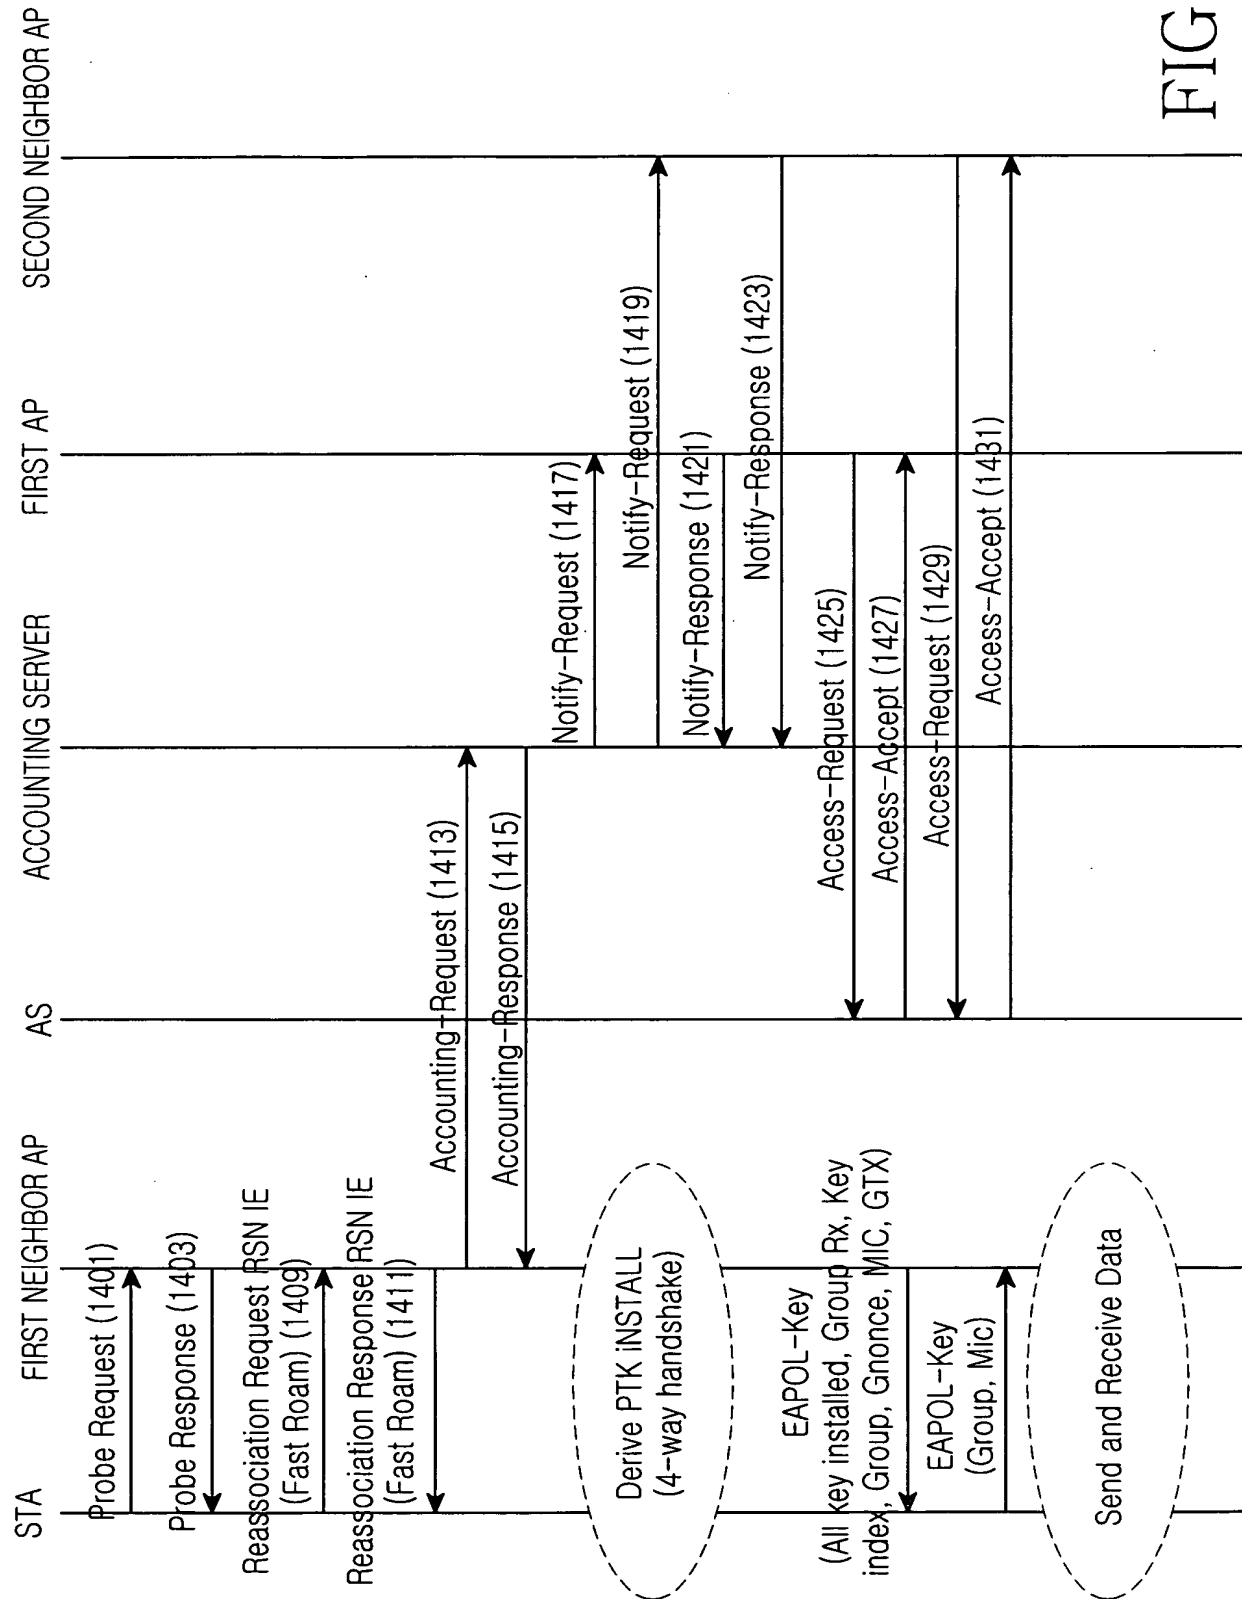 STA
FIRST NEIGHBOR AP
AS
ACCOUNTING SERVER
FIRST AP
SECOND NEIGHBOR AP
Probe Request (1401)
Probe Response (1403)
Reassociation Request RSN IE
(Fast Roam) (1409)
Reassociation Response RSN IE
(Fast Roam) (1411)
Accounting-Request (1413)
Accounting-Response (1415)
Notify-Request (1417)
Notify-Request (1419)
Notify-Response (1421)
Notify-Response (1423)
Access-Request (1425)
Access-Accept (1427)
Access-Request (1429)
Access-Accept (1431)
Derive PTK INSTALL
(4-way handshake)
EAPOL-Key
(All key installed, Group Rx, Key
index, Group, Gnonce, MIC, GTX)
EAPOL-Key
(Group, Mic)
Send and Receive Data
FIG